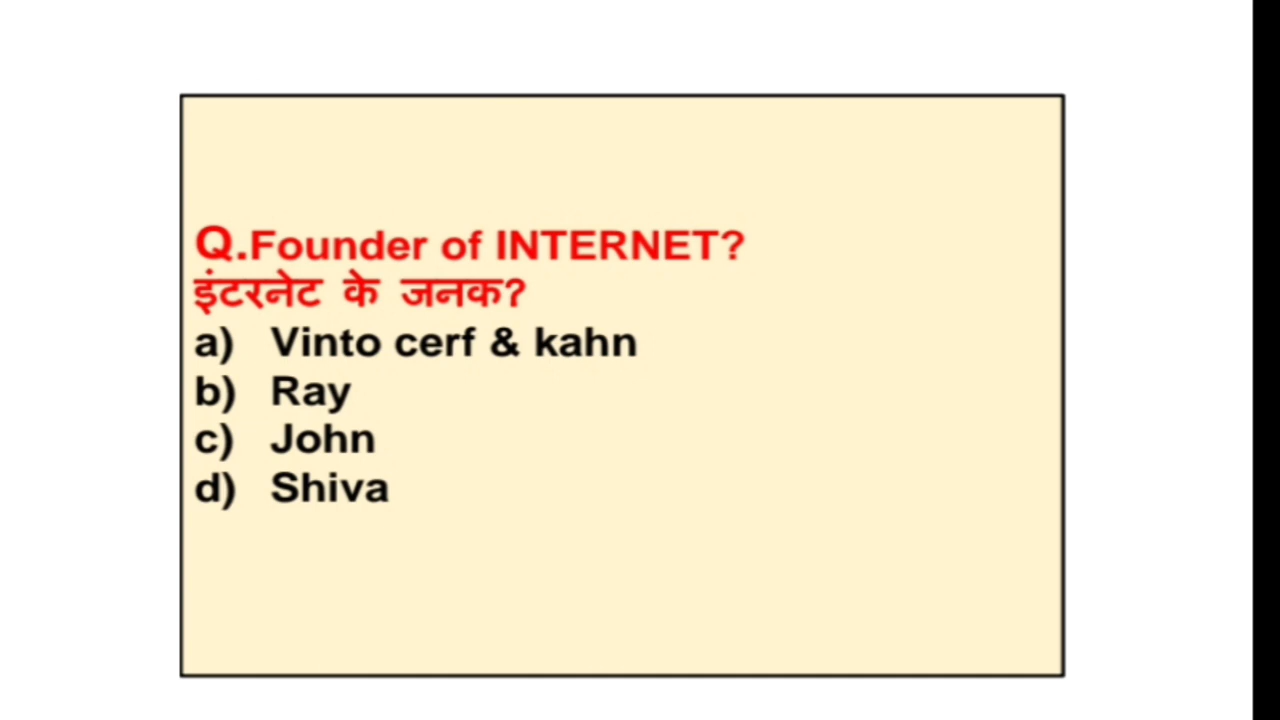 Q.Founder of INTERNET?
इंटरनेट के जनक?
a) Vinto cerf & kahn
b) Ray
c) John
d) Shiva